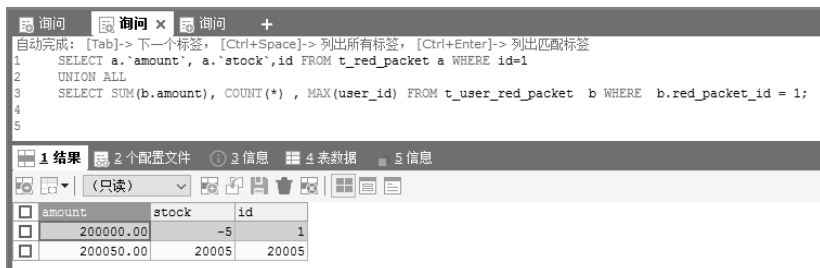 询问 询问 × 询问 +
自动完成: [Tab]-> 下一个标签, [Ctrl+Space]-> 列出所有标签, [Ctrl+Enter]-> 列出匹配标签
1 SELECT a.`amount`, a.`stock`,id FROM t_red_packet a WHERE id=1
2 UNION ALL
3 SELECT SUM(b.amount), COUNT(*) , MAX(user_id) FROM t_user_red_packet b WHERE b.red_packet_id = 1;
4
5
1 结果 2 个配置文件 3 信息 4 表数据 5 信息
(只读)
amount stock id
200000.00 -5 1
200050.00 20005 20005